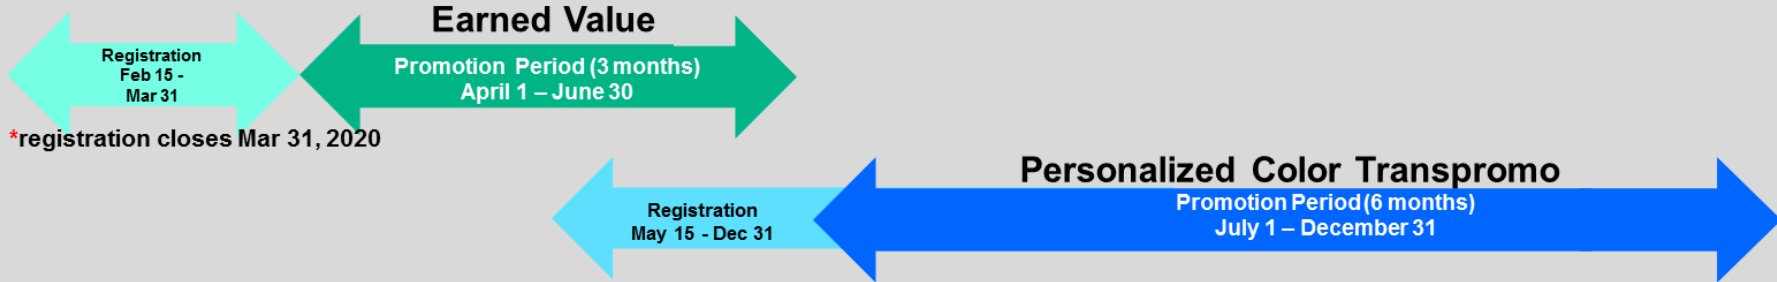 Earned Value
Registration
Feb 15 -
Mar 31
Promotion Period (3 months)
April 1 – June 30
*registration closes Mar 31, 2020
Personalized Color Transpromo
Registration
May 15 - Dec 31
Promotion Period (6 months)
July 1 – December 31